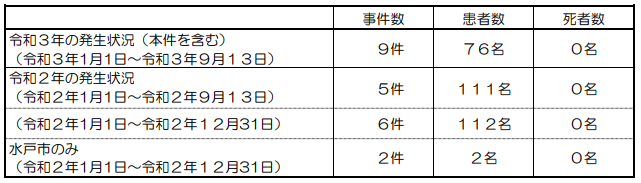 事件数 患者数 死者数
令和３年の発生状況（本件を含む）
（令和３年1月1日～令和３年９月１３日） ９件 ７６名 ０名
令和２年の発生状況
（令和２年1月1日～令和２年９月１３日） ５件 １１１名 ０名
（令和２年1月1日～令和２年１２月31日） ６件 １１２名 ０名
水戸市のみ
（令和２年1月1日～令和２年１２月31日） ２件 ２名 ０名